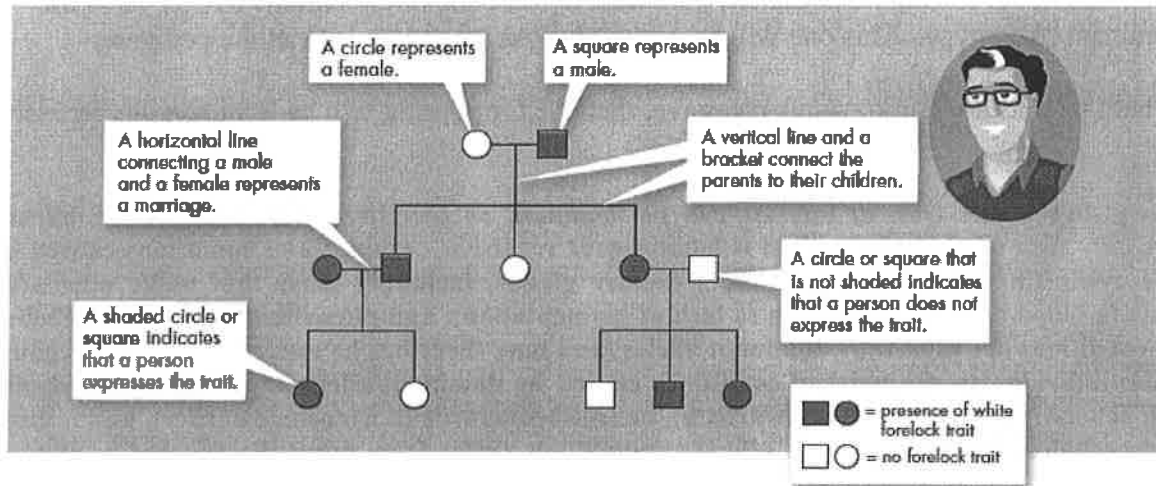 A circle represents
a female.
A square represents
a male.
A horizontal line
connecting a male
and a female represents
a marriage.
A vertical line and a
bracket connect the
parents to their children.
A circle or square that
is not shaded indicates
that a person does not
express the trait.
A shaded circle or
square indicates
that a person
expresses the trait.
= presence of white
forelock trait
= no forelock trait